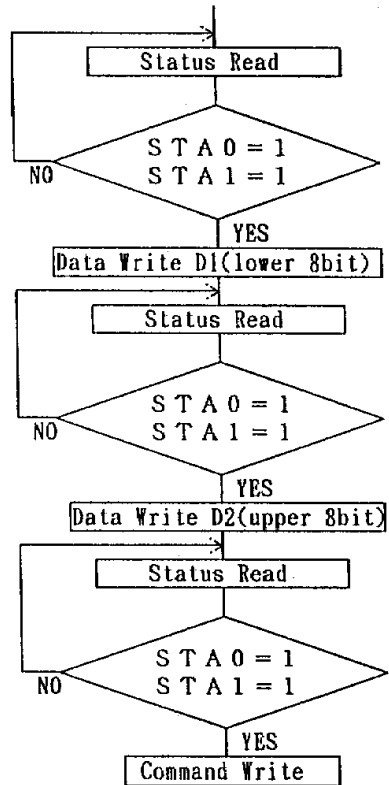 Status Read
STA0=1
STA1=1
NO
YES
Data Write D1(lower 8bit)
Status Read
STA0=1
STA1=1
NO
YES
Data Write D2(upper 8bit)
Status Read
STA0=1
STA1=1
NO
YES
Command Write